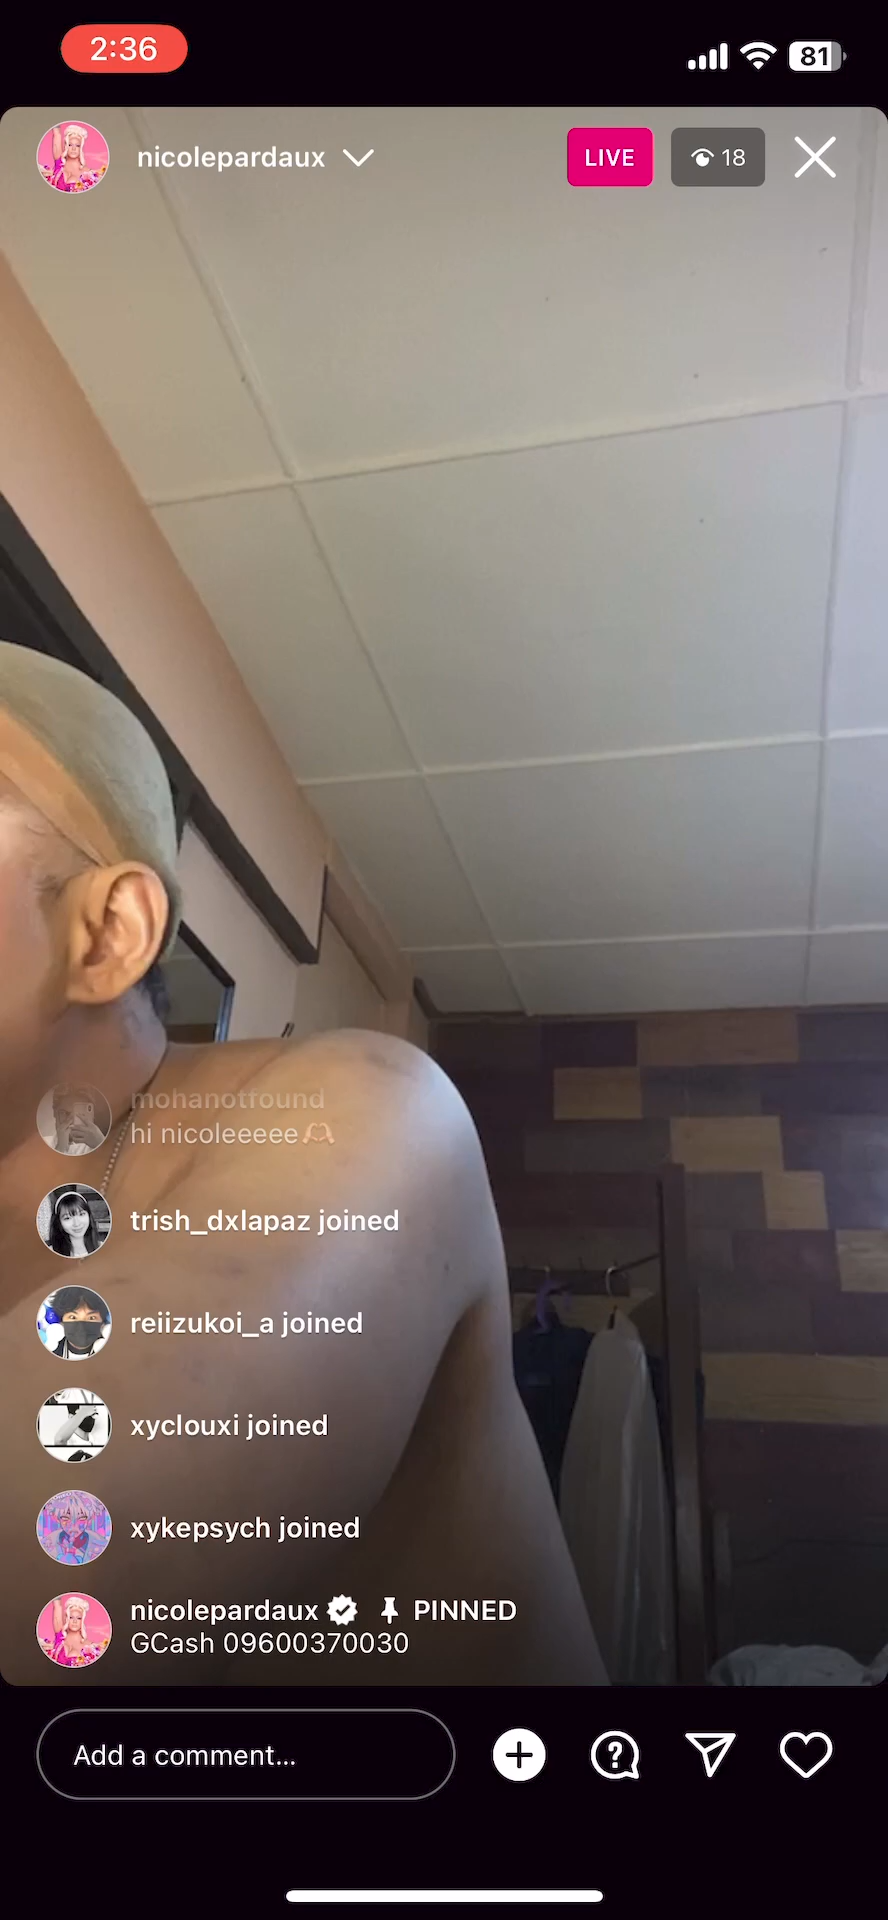 2:36
81
nicolepardaux
LIVE
18
mohanotfound
hi nicoleeeee🫶🏻
trish_dxlapaz joined
reiizukoi_a joined
xyclouxi joined
xykepsych joined
nicolepardaux PINNED
GCash 09600370030
Add a comment...